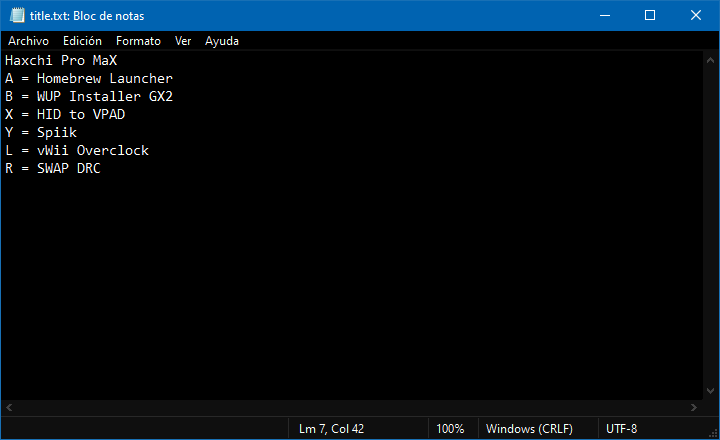 title.txt: Bloc de notas
Archivo Edición Formato Ver Ayuda
Haxchi Pro MaX
A = Homebrew Launcher
B = WUP Installer GX2
X = HID to VPAD
Y = Spiik
L = vWii Overclock
R = SWAP DRC
Lm 7, Col 42 100% Windows (CRLF) UTF-8